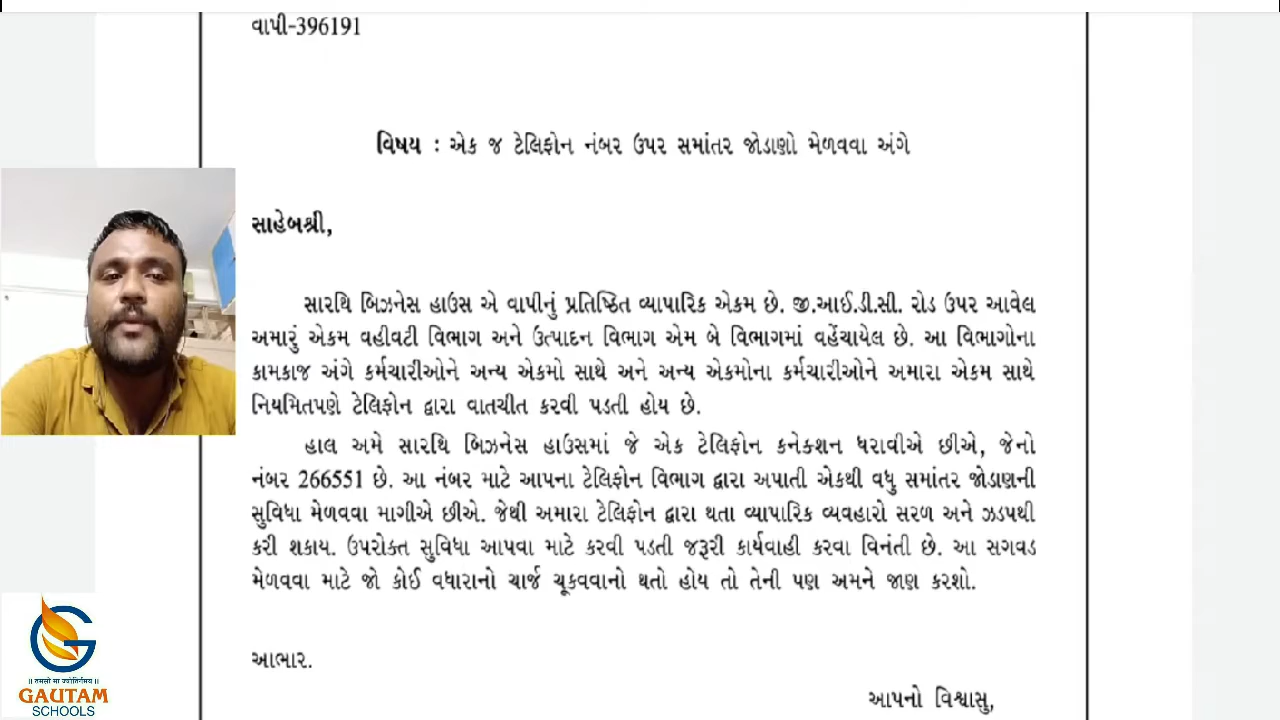 વાપી-396191
વિષય : એક જ ટેલિફોન નંબર ઉપર સમાંતર જોડાણો મેળવવા અંગે
સાહેબશ્રી,
સારથિ બિઝનેસ હાઉસ એ વાપીનું પ્રતિષ્ઠિત વ્યાપારિક એકમ છે. જી.આઈ.ડી.સી. રોડ ઉપર આવેલ
અમારું એકમ વહીવટી વિભાગ અને ઉત્પાદન વિભાગ એમ બે વિભાગમાં વહેંચાયેલ છે. આ વિભાગોના
કામકાજ અંગે કર્મચારીઓને અન્ય એકમો સાથે અને અન્ય એકમોના કર્મચારીઓને અમારા એકમ સાથે
નિયમિતપણે ટેલિફોન દ્વારા વાતચીત કરવી પડતી હોય છે.
હાલ અમે સારથિ બિઝનેસ હાઉસમાં જે એક ટેલિફોન કનેક્શન ધરાવીએ છીએ, જેનો
નંબર 266551 છે. આ નંબર માટે આપના ટેલિફોન વિભાગ દ્વારા અપાતી એકથી વધુ સમાંતર જોડાણની
સુવિધા મેળવવા માગીએ છીએ. જેથી અમારા ટેલિફોન દ્વારા થતા વ્યાપારિક વ્યવહારો સરળ અને ઝડપથી
કરી શકાય. ઉપરોક્ત સુવિધા આપવા માટે કરવી પડતી જરૂરી કાર્યવાહી કરવા વિનંતી છે. આ સગવડ
મેળવવા માટે જો કોઈ વધારાનો ચાર્જ ચૂકવવાનો થતો હોય તો તેની પણ અમને જાણ કરશો.
આભાર.
આપનો વિશ્વાસુ,
॥ તમસો મા જ્યોતિર્ગમય ॥
GAUTAM
SCHOOLS